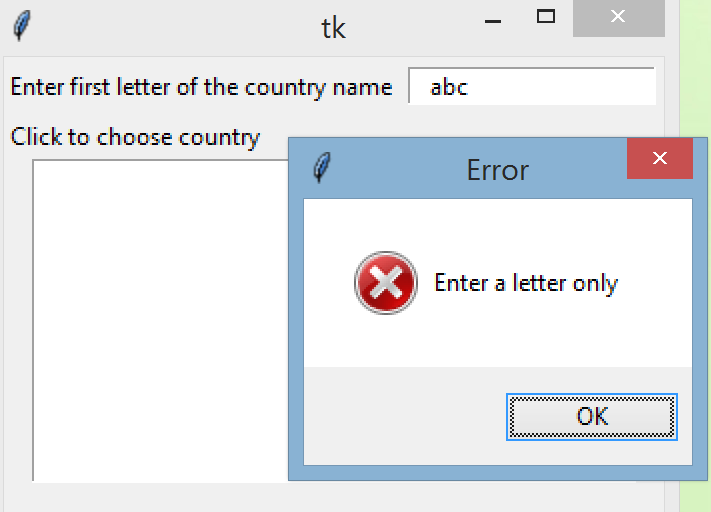 tk
Enter first letter of the country name abc
Click to choose country
Error
Enter a letter only
OK